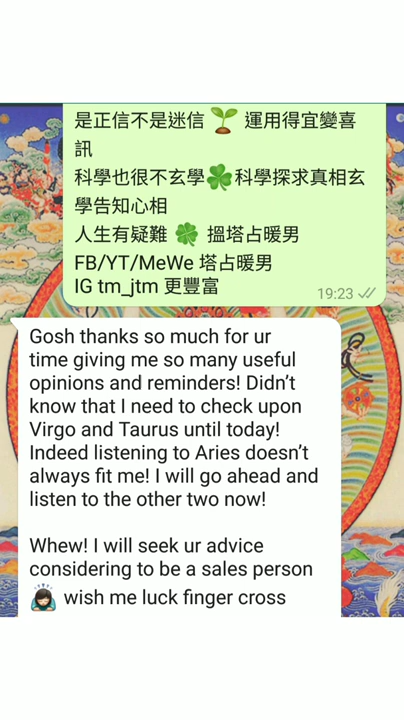 是正信不是迷信🌱 運用得宜變喜
訊
科學也很不玄學🍀科學探求真相玄
學告知心相
人生有疑難 🍀 搵塔占暖男
FB/YT/MeWe 塔占暖男
IG tm_jtm 更豐富
19:23
Gosh thanks so much for ur
time giving me so many useful
opinions and reminders! Didn’t
know that I need to check upon
Virgo and Taurus until today!
Indeed listening to Aries doesn’t
always fit me! I will go ahead and
listen to the other two now!
Whew! I will seek ur advice
considering to be a sales person
🙇🏻‍♀️ wish me luck finger cross